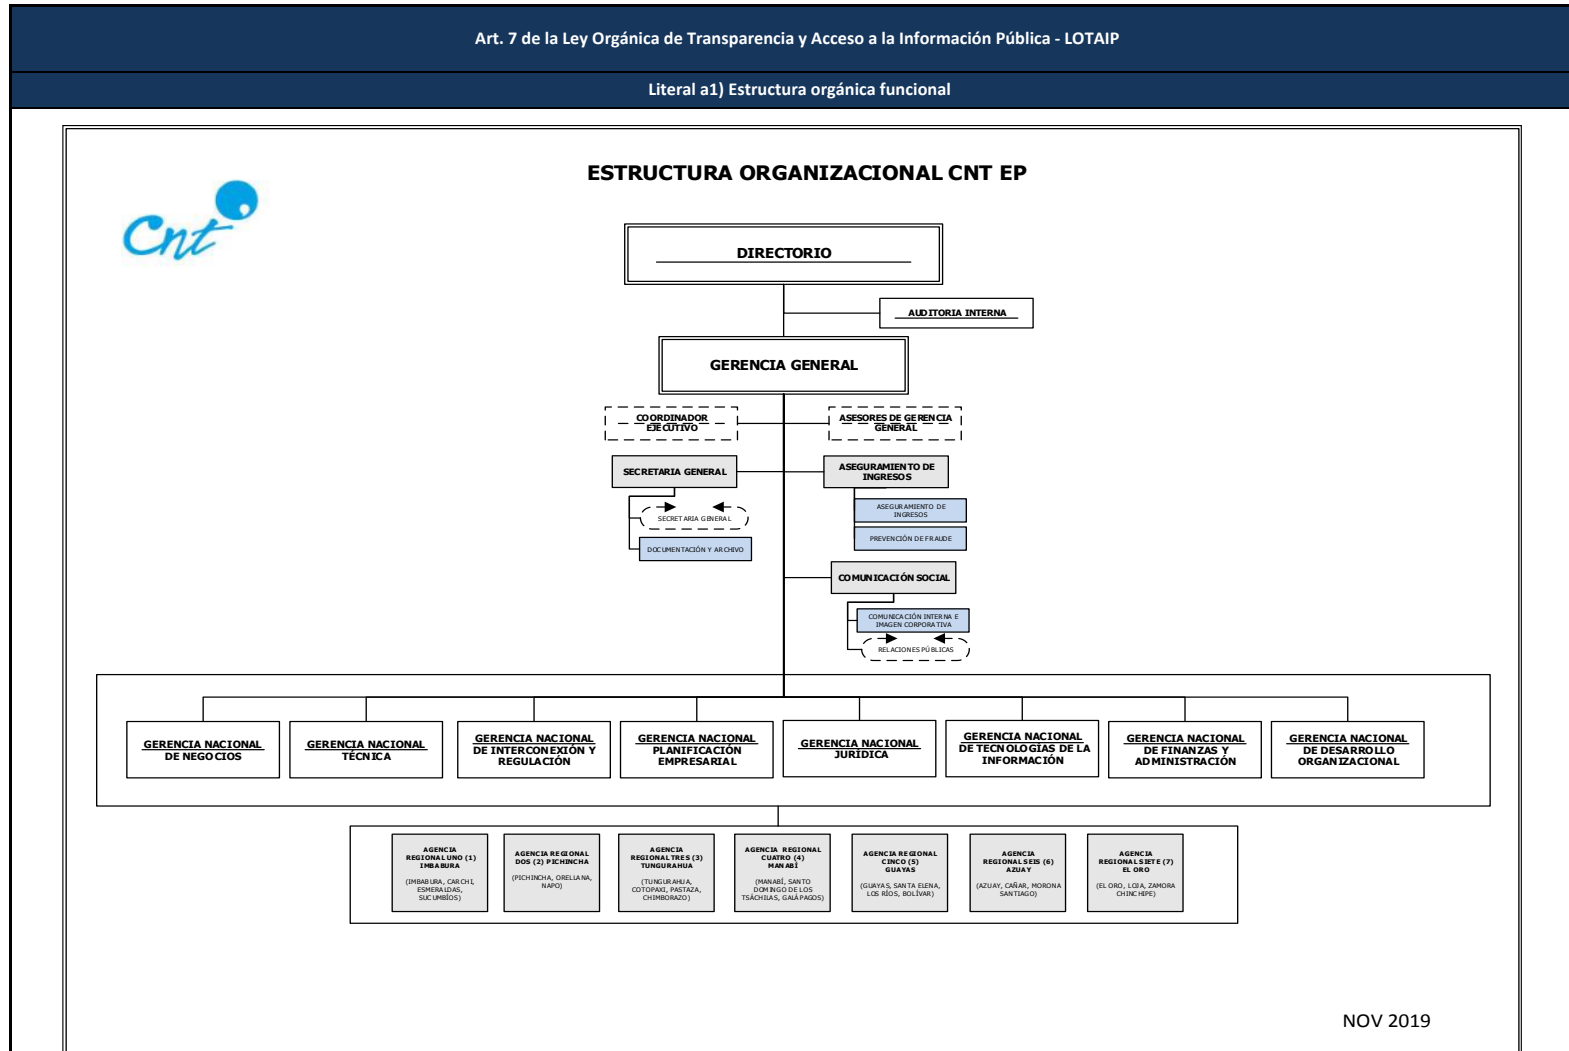 Art. 7 de la Ley Orgánica de Transparencia y Acceso a la Información Pública - LOTAIP
Literal a1) Estructura orgánica funcional
Cnt
ESTRUCTURA ORGANIZACIONAL CNT EP
DIRECTORIO
AUDITORIA INTERNA
GERENCIA GENERAL
COORDINADOR
EJECUTIVO
ASESORES DE GERENCIA
GENERAL
SECRETARIA GENERAL
ASEGURAMIENTO DE
INGRESOS
SECRETARIA GENERAL
DOCUMENTACIÓN Y ARCHIVO
ASEGURAMIENTO DE
INGRESOS
PREVENCIÓN DE FRAUDE
COMUNICACIÓN SOCIAL
COMUNICACIÓN INTERNA E
IMAGEN CORPORATIVA
RELACIONES PÚBLICAS
GERENCIA NACIONAL
DE NEGOCIOS
GERENCIA NACIONAL
TÉCNICA
GERENCIA NACIONAL
DE INTERCONEXIÓN Y
REGULACIÓN
GERENCIA NACIONAL
PLANIFICACIÓN
EMPRESARIAL
GERENCIA NACIONAL
JURÍDICA
GERENCIA NACIONAL
DE TECNOLOGÍAS DE LA
INFORMACIÓN
GERENCIA NACIONAL
DE FINANZAS Y
ADMINISTRACIÓN
GERENCIA NACIONAL
DE DESARROLLO
ORGANIZACIONAL
AGENCIA
REGIONAL UNO (1)
IMBABURA
(IMBABURA, CARCHI,
ESMERALDAS,
SUCUMBÍOS)
AGENCIA REGIONAL
DOS (2) PICHINCHA
(PICHINCHA, ORELLANA,
NAPO)
AGENCIA
REGIONAL TRES (3)
TUNGURAHUA
(TUNGURAHUA,
COTOPAXI, PASTAZA,
CHIMBORAZO)
AGENCIA REGIONAL
CUATRO (4)
MANABÍ
(MANABÍ, SANTO
DOMINGO DE LOS
TSÁCHILAS, GALÁPAGOS)
AGENCIA REGIONAL
CINCO (5)
GUAYAS
(GUAYAS, SANTA ELENA,
LOS RÍOS, BOLÍVAR)
AGENCIA
REGIONAL SEIS (6)
AZUAY
(AZUAY, CAÑAR, MORONA
SANTIAGO)
AGENCIA
REGIONAL SIETE (7)
EL ORO
(EL ORO, LOJA, ZAMORA
CHINCHIPE)
NOV 2019